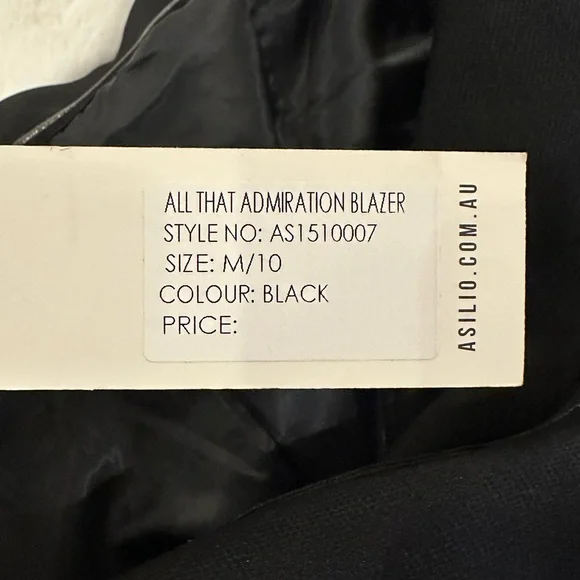 ALL THAT ADMIRATION BLAZER
STYLE NO: AS1510007
SIZE: M/10
COLOUR: BLACK
PRICE:
ASILIO.COM.AU